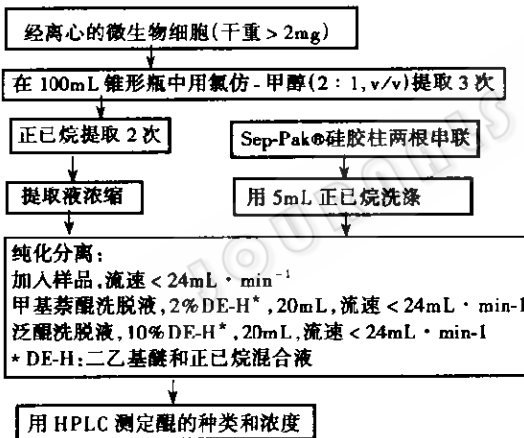 经离心的微生物细胞(干重>2mg)
在100mL锥形瓶中用氯仿-甲醇(2:1,v/v)提取3次
正已烷提取2次
Sep-Pak®硅胶柱两根串联
提取液浓缩
用5mL正已烷洗涤
纯化分离:
加入样品,流速<24mL·min⁻¹
甲基萘醌洗脱液,2%DE-H*,20mL,流速<24mL·min-1
泛醌洗脱液,10%DE-H*,20mL,流速<24mL·min-1
*DE-H:二乙基醚和正已烷混合液
用HPLC测定醌的种类和浓度